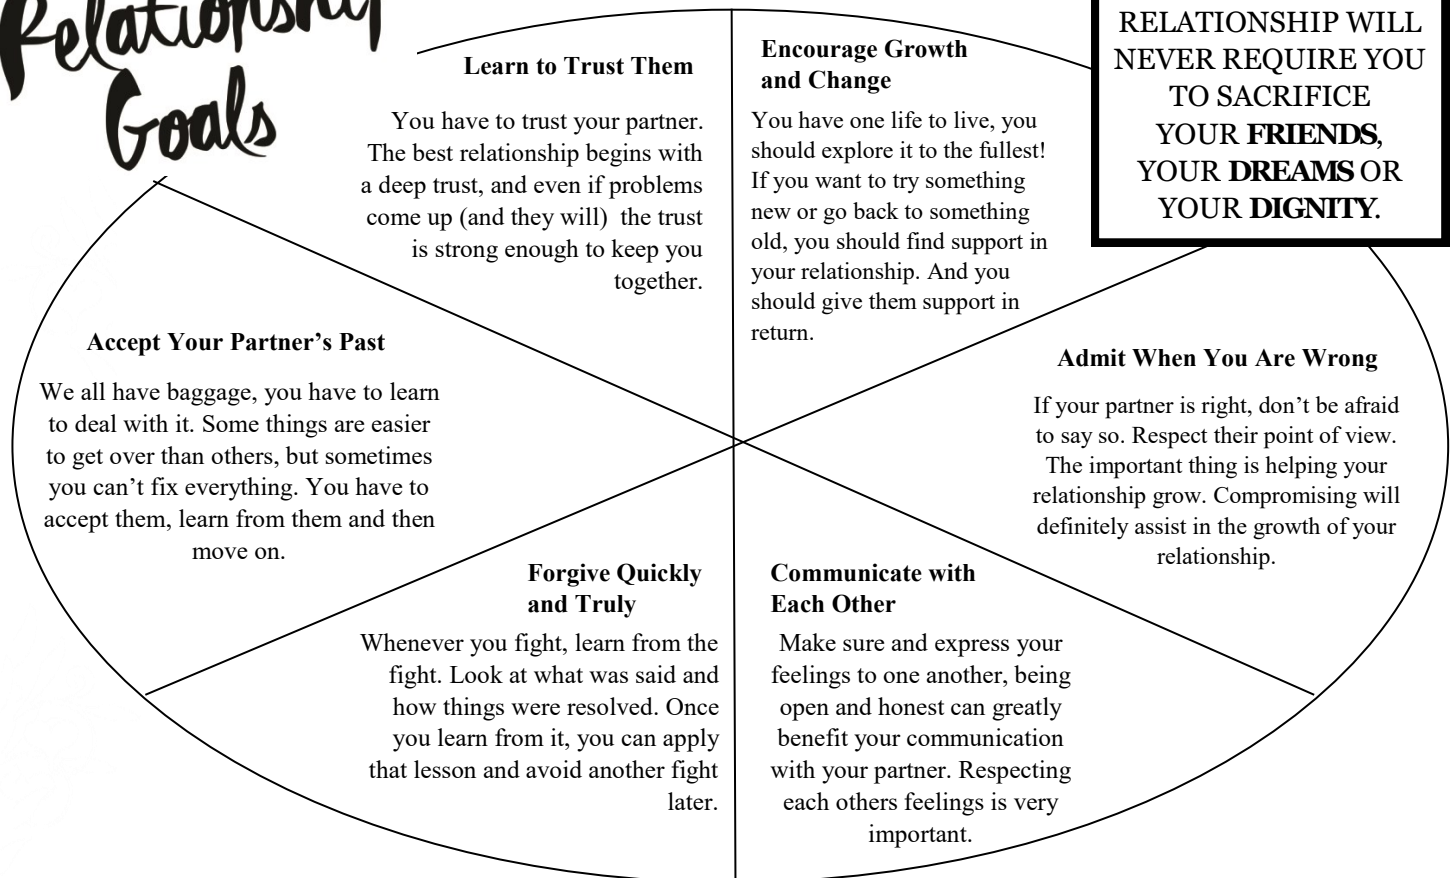 Relationship
Goals
Learn to Trust Them
You have to trust your partner.
The best relationship begins with
a deep trust, and even if problems
come up (and they will)  the trust
is strong enough to keep you
together.
Encourage Growth
and Change
You have one life to live, you
should explore it to the fullest!
If you want to try something
new or go back to something
old, you should find support in
your relationship. And you
should give them support in
return.
RELATIONSHIP WILL
NEVER REQUIRE YOU
TO SACRIFICE
YOUR FRIENDS,
YOUR DREAMS OR
YOUR DIGNITY.
Accept Your Partner’s Past
We all have baggage, you have to learn
to deal with it. Some things are easier
to get over than others, but sometimes
you can’t fix everything. You have to
accept them, learn from them and then
move on.
Admit When You Are Wrong
If your partner is right, don’t be afraid
to say so. Respect their point of view.
The important thing is helping your
relationship grow. Compromising will
definitely assist in the growth of your
relationship.
Forgive Quickly
and Truly
Whenever you fight, learn from the
fight. Look at what was said and
how things were resolved. Once
you learn from it, you can apply
that lesson and avoid another fight
later.
Communicate with
Each Other
Make sure and express your
feelings to one another, being
open and honest can greatly
benefit your communication
with your partner. Respecting
each others feelings is very
important.